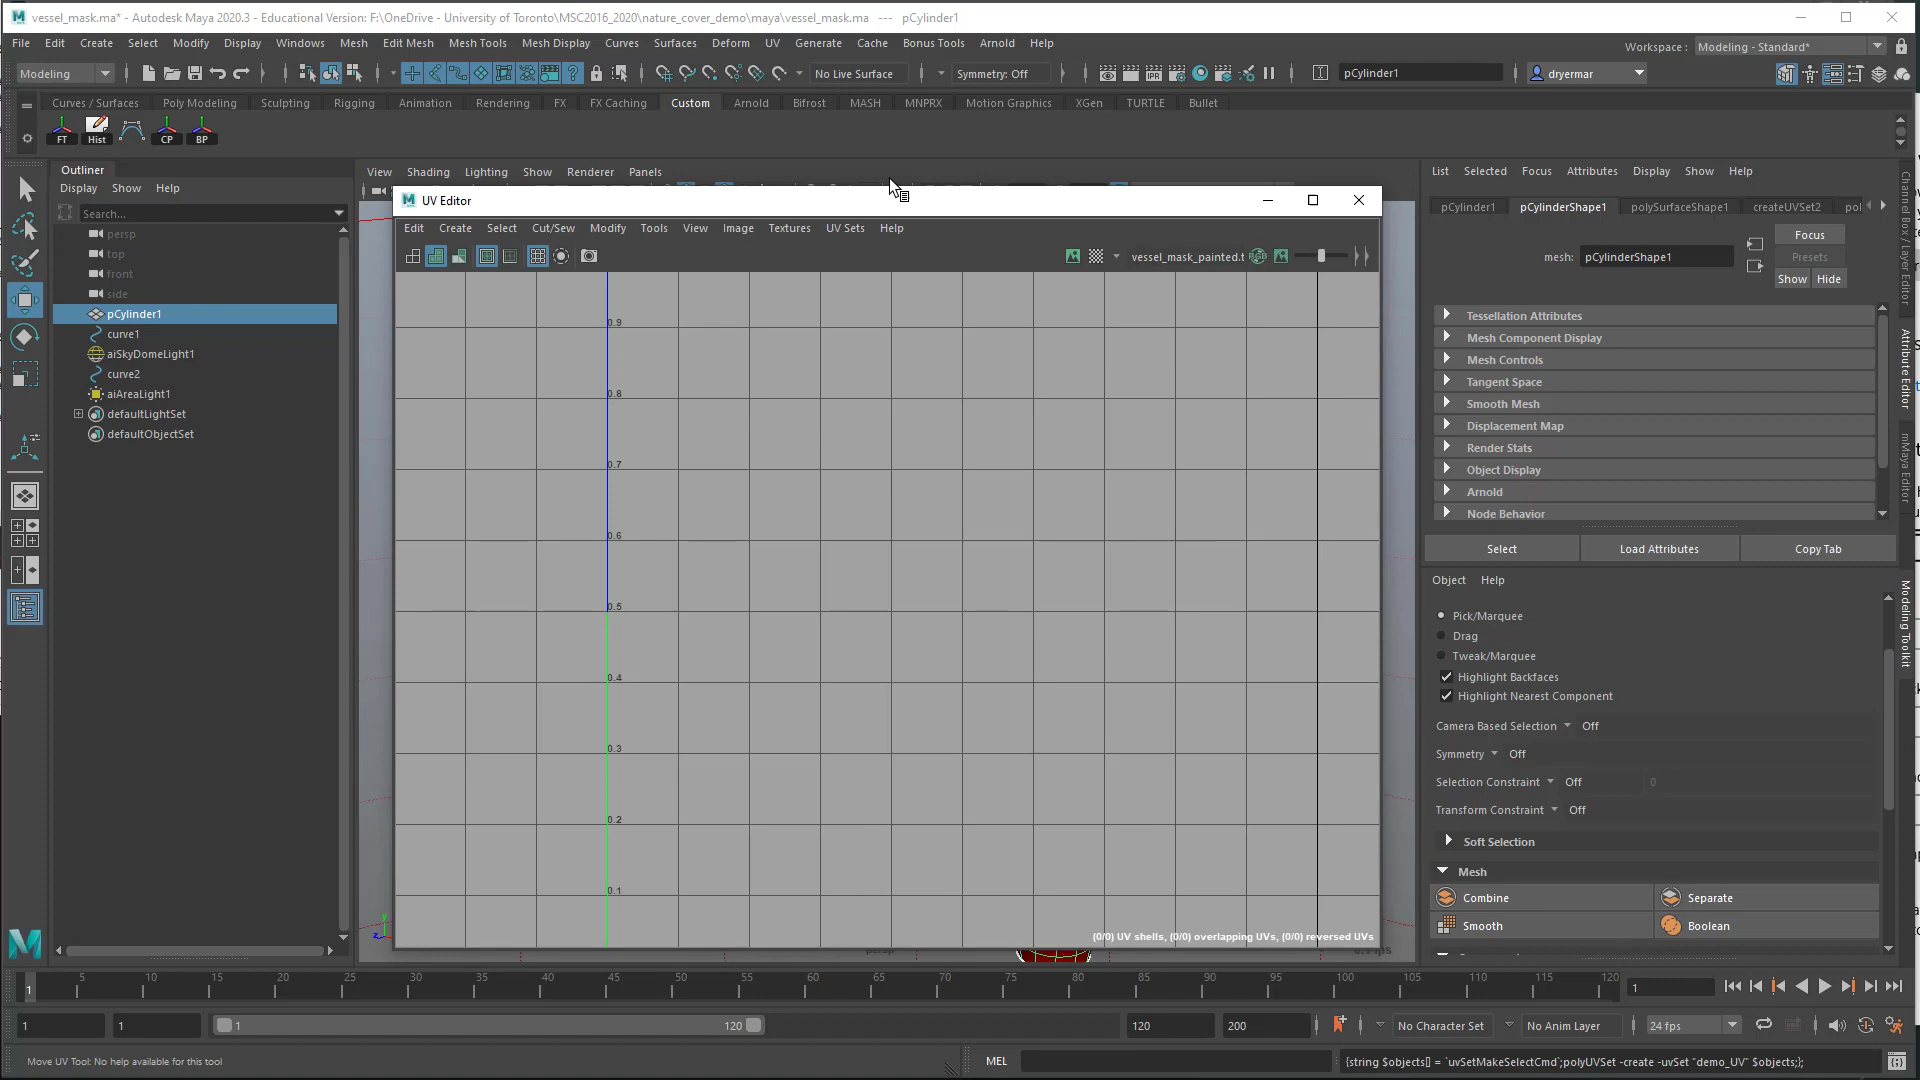 vessel_mask.ma* - Autodesk Maya 2020.3 - Educational Version: F:\OneDrive - University of Toronto\MSC2016_2020\nature_cover_demo\maya\vessel_mask.ma --- pCylinder1
File Edit Create Select Modify Display Windows Mesh Edit Mesh Mesh Tools Mesh Display Curves Surfaces Deform UV Generate Cache Bonus Tools Arnold Help
Workspace : Modeling - Standard*
Modeling No Live Surface Symmetry: Off pCylinder1 dryermar
Curves / Surfaces Poly Modeling Sculpting Rigging Animation Rendering FX FX Caching Custom Arnold Bifrost MASH MNPRX Motion Graphics XGen TURTLE Bullet
FT Hist CP BP
Outliner
Display Show Help
Search...
persp
top
front
side
pCylinder1
curve1
aiSkyDomeLight1
curve2
aiAreaLight1
defaultLightSet
defaultObjectSet
View Shading Lighting Show Renderer Panels
UV Editor
Edit Create Select Cut/Sew Modify Tools View Image Textures UV Sets Help
vessel_mask_painted.t
0.9
0.8
0.7
0.6
0.5
0.4
0.3
0.2
0.1
(0/0) UV shells, (0/0) overlapping UVs, (0/0) reversed UVs
List Selected Focus Attributes Display Show Help
pCylinder1 pCylinderShape1 polySurfaceShape1 createUVSet2 pol
mesh: pCylinderShape1
Focus
Presets
Show Hide
Tessellation Attributes
Mesh Component Display
Mesh Controls
Tangent Space
Smooth Mesh
Displacement Map
Render Stats
Object Display
Arnold
Node Behavior
Select Load Attributes Copy Tab
Object Help
Pick/Marquee
Drag
Tweak/Marquee
Highlight Backfaces
Highlight Nearest Component
Camera Based Selection Off
Symmetry Off
Selection Constraint Off 0
Transform Constraint Off
Soft Selection
Mesh
Combine Separate
Smooth Boolean
Channel Box / Layer Editor
Attribute Editor
mMaya Editor
Modeling Toolkit
1 5 10 15 20 25 30 35 40 45 50 55 60 65 70 75 80 85 90 95 100 105 110 115 120 1
1 1 1 120 120 200 No Character Set No Anim Layer 24 fps
Move UV Tool: No help available for this tool
MEL
{string $objects[] = `uvSetMakeSelectCmd`;polyUVSet -create -uvSet "demo_UV" $objects;};